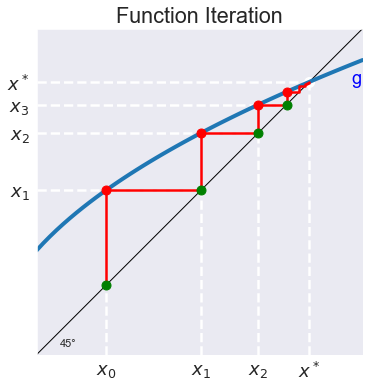 Function Iteration
x*
x₃
x₂
x₁
g
45°
x₀ x₁ x₂ x*